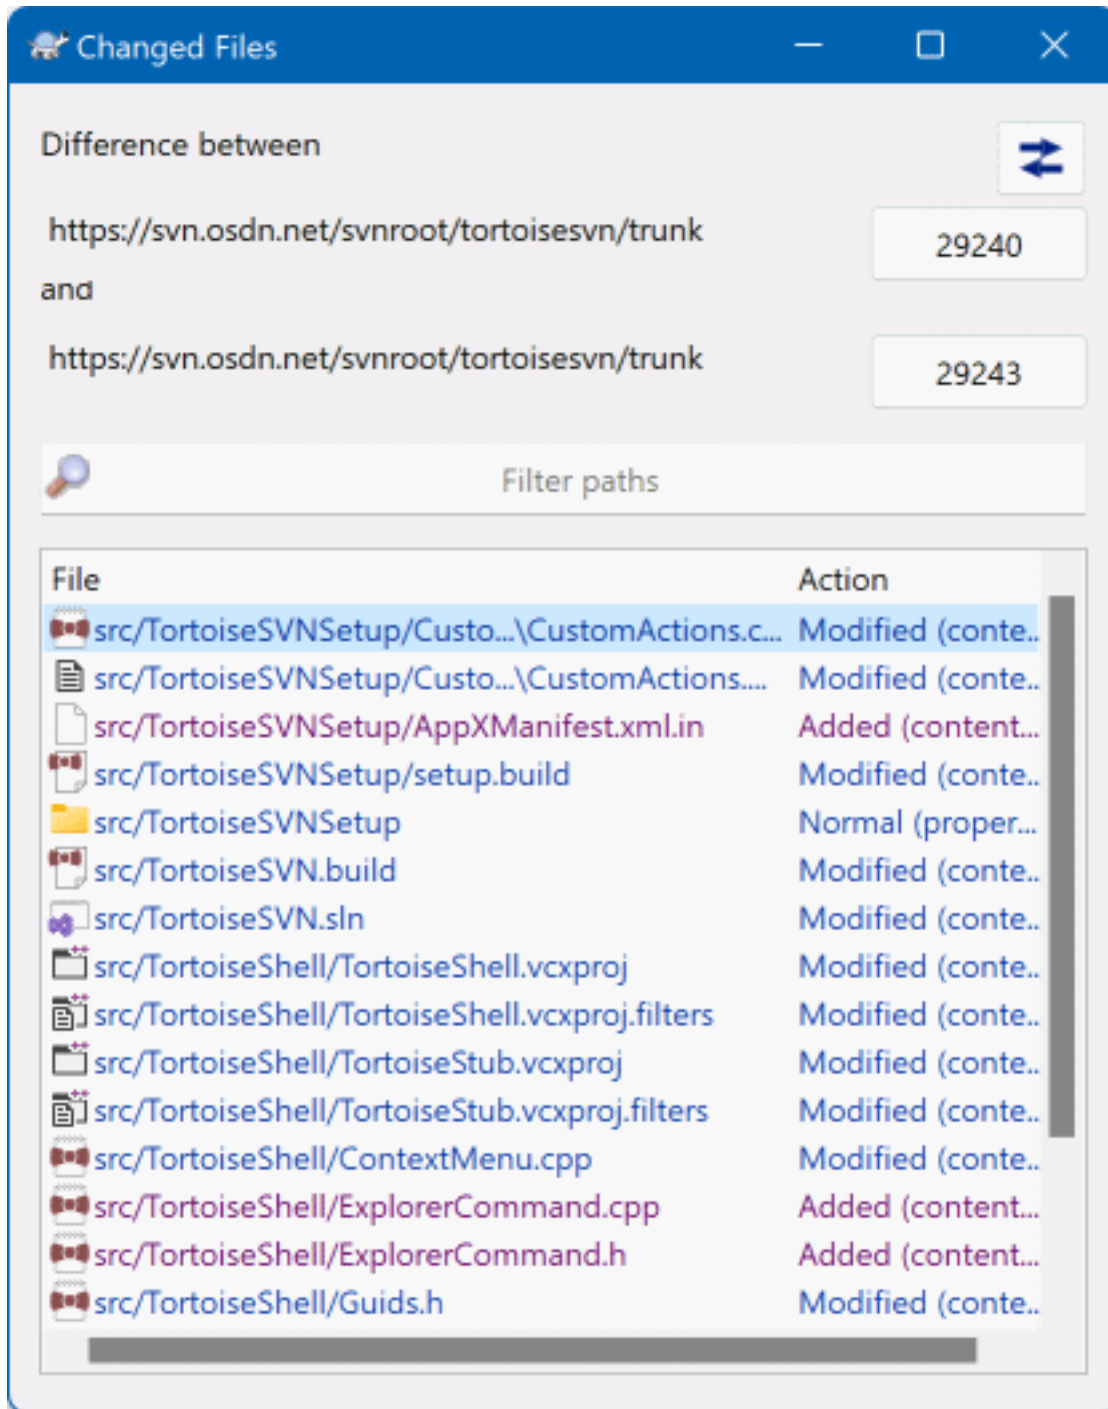 Changed Files
Difference between
https://svn.osdn.net/svnroot/tortoisesvn/trunk 29240
and
https://svn.osdn.net/svnroot/tortoisesvn/trunk 29243
Filter paths
File Action
src/TortoiseSVNSetup/Custo...\CustomActions.c... Modified (conte..
src/TortoiseSVNSetup/Custo...\CustomActions.... Modified (conte..
src/TortoiseSVNSetup/AppXManifest.xml.in Added (content...
src/TortoiseSVNSetup/setup.build Modified (conte..
src/TortoiseSVNSetup Normal (proper...
src/TortoiseSVN.build Modified (conte..
src/TortoiseSVN.sln Modified (conte..
src/TortoiseShell/TortoiseShell.vcxproj Modified (conte..
src/TortoiseShell/TortoiseShell.vcxproj.filters Modified (conte..
src/TortoiseShell/TortoiseStub.vcxproj Modified (conte..
src/TortoiseShell/TortoiseStub.vcxproj.filters Modified (conte..
src/TortoiseShell/ContextMenu.cpp Modified (conte..
src/TortoiseShell/ExplorerCommand.cpp Added (content...
src/TortoiseShell/ExplorerCommand.h Added (content...
src/TortoiseShell/Guids.h Modified (conte..